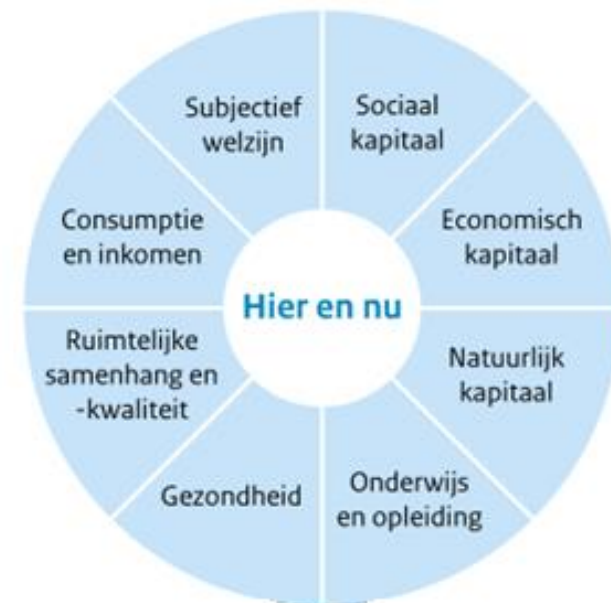 Subjectief
welzijn
Sociaal
kapitaal
Economisch
kapitaal
Natuurlijk
kapitaal
Onderwijs
en opleiding
Gezondheid
Ruimtelijke
samenhang en
-kwaliteit
Consumptie
en inkomen
Hier en nu